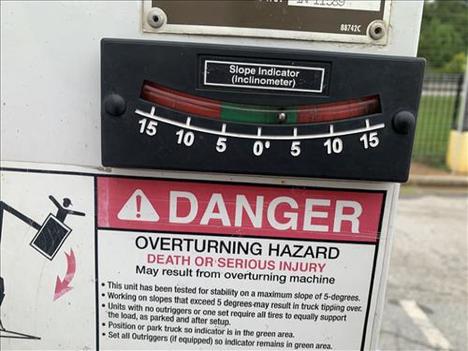 88742C
Slope Indicator
(Inclinometer)
15 10 5 0° 5 10 15
DANGER
OVERTURNING HAZARD
DEATH OR SERIOUS INJURY
May result from overturning machine
• This unit has been tested for stability on a maximum slope of 5-degrees.
• Working on slopes that exceed 5 degrees may result in truck tipping over.
• Units with no outriggers or one set require all tires to equally support
the load, as parked and after setup.
• Position or park truck so indicator is in the green area.
• Set all Outriggers (if equipped) so indicator remains in green area.